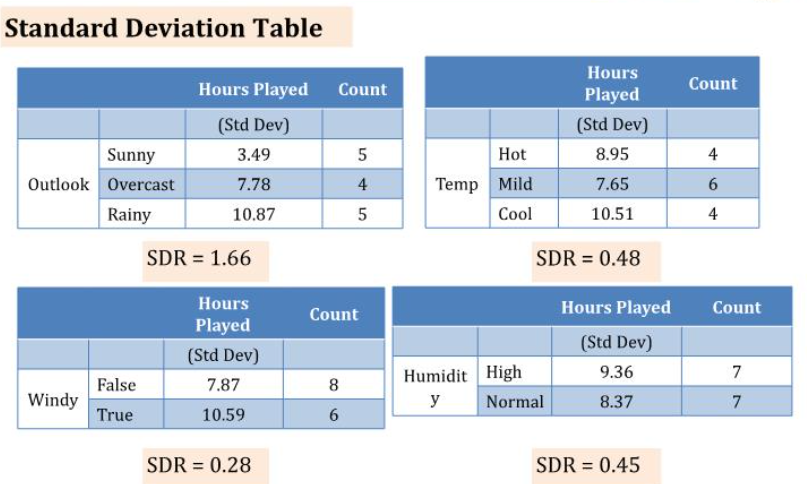 Standard Deviation Table
Hours Played Count
(Std Dev)
Outlook
Sunny 3.49 5
Overcast 7.78 4
Rainy 10.87 5
SDR = 1.66
Hours
Played
Count
(Std Dev)
Temp
Hot 8.95 4
Mild 7.65 6
Cool 10.51 4
SDR = 0.48
Hours
Played
Count
(Std Dev)
Windy
False 7.87 8
True 10.59 6
SDR = 0.28
Hours Played Count
(Std Dev)
Humidit
y
High 9.36 7
Normal 8.37 7
SDR = 0.45